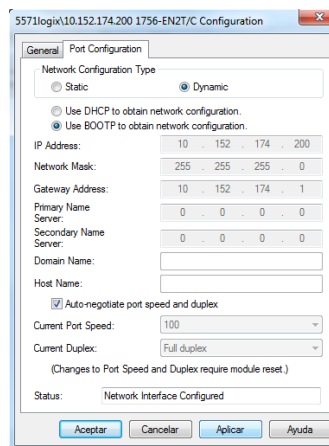 5571logix\10.152.174.200 1756-EN2T/C Configuration
General Port Configuration
Network Configuration Type
Static Dynamic
Use DHCP to obtain network configuration.
Use BOOTP to obtain network configuration.
IP Address: 10 . 152 . 174 . 200
Network Mask: 255 . 255 . 255 . 0
Gateway Address: 10 . 152 . 174 . 1
Primary Name
Server: 0 . 0 . 0 . 0
Secondary Name
Server: 0 . 0 . 0 . 0
Domain Name:
Host Name:
Auto-negotiate port speed and duplex
Current Port Speed: 100
Current Duplex: Full duplex
(Changes to Port Speed and Duplex require module reset.)
Status: Network Interface Configured
Aceptar Cancelar Aplicar Ayuda